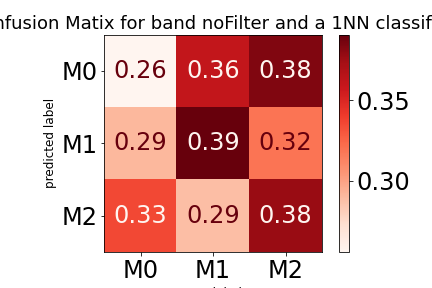 nfusion Matix for band noFilter and a 1NN classif
predicted label
M0 0.26 0.36 0.38
M1 0.29 0.39 0.32
M2 0.33 0.29 0.38
M0 M1 M2
0.35
0.30